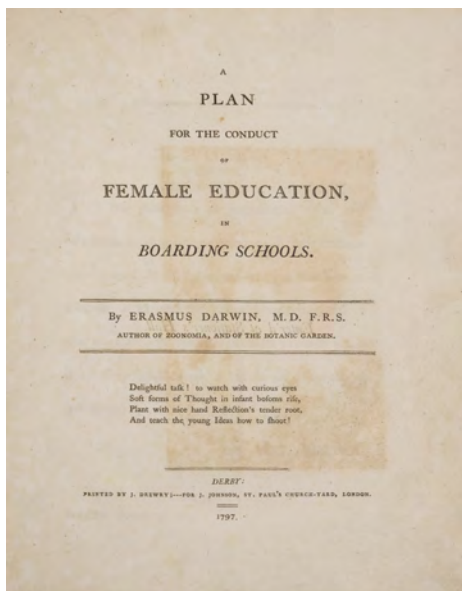 A
PLAN
FOR THE CONDUCT
OF
FEMALE EDUCATION,
IN
BOARDING SCHOOLS.
By ERASMUS DARWIN, M.D. F.R.S.
AUTHOR OF ZOONOMIA, AND OF THE BOTANIC GARDEN.
Delightful taſk! to watch with curious eyes
Soft forms of Thought in infant boſoms riſe,
Plant with nice hand Reflection's tender root,
And teach the young Ideas how to ſhoot!
DERBY:
PRINTED BY J. DREWRY;—FOR J. JOHNSON, ST. PAUL'S CHURCH-YARD, LONDON.
1797.